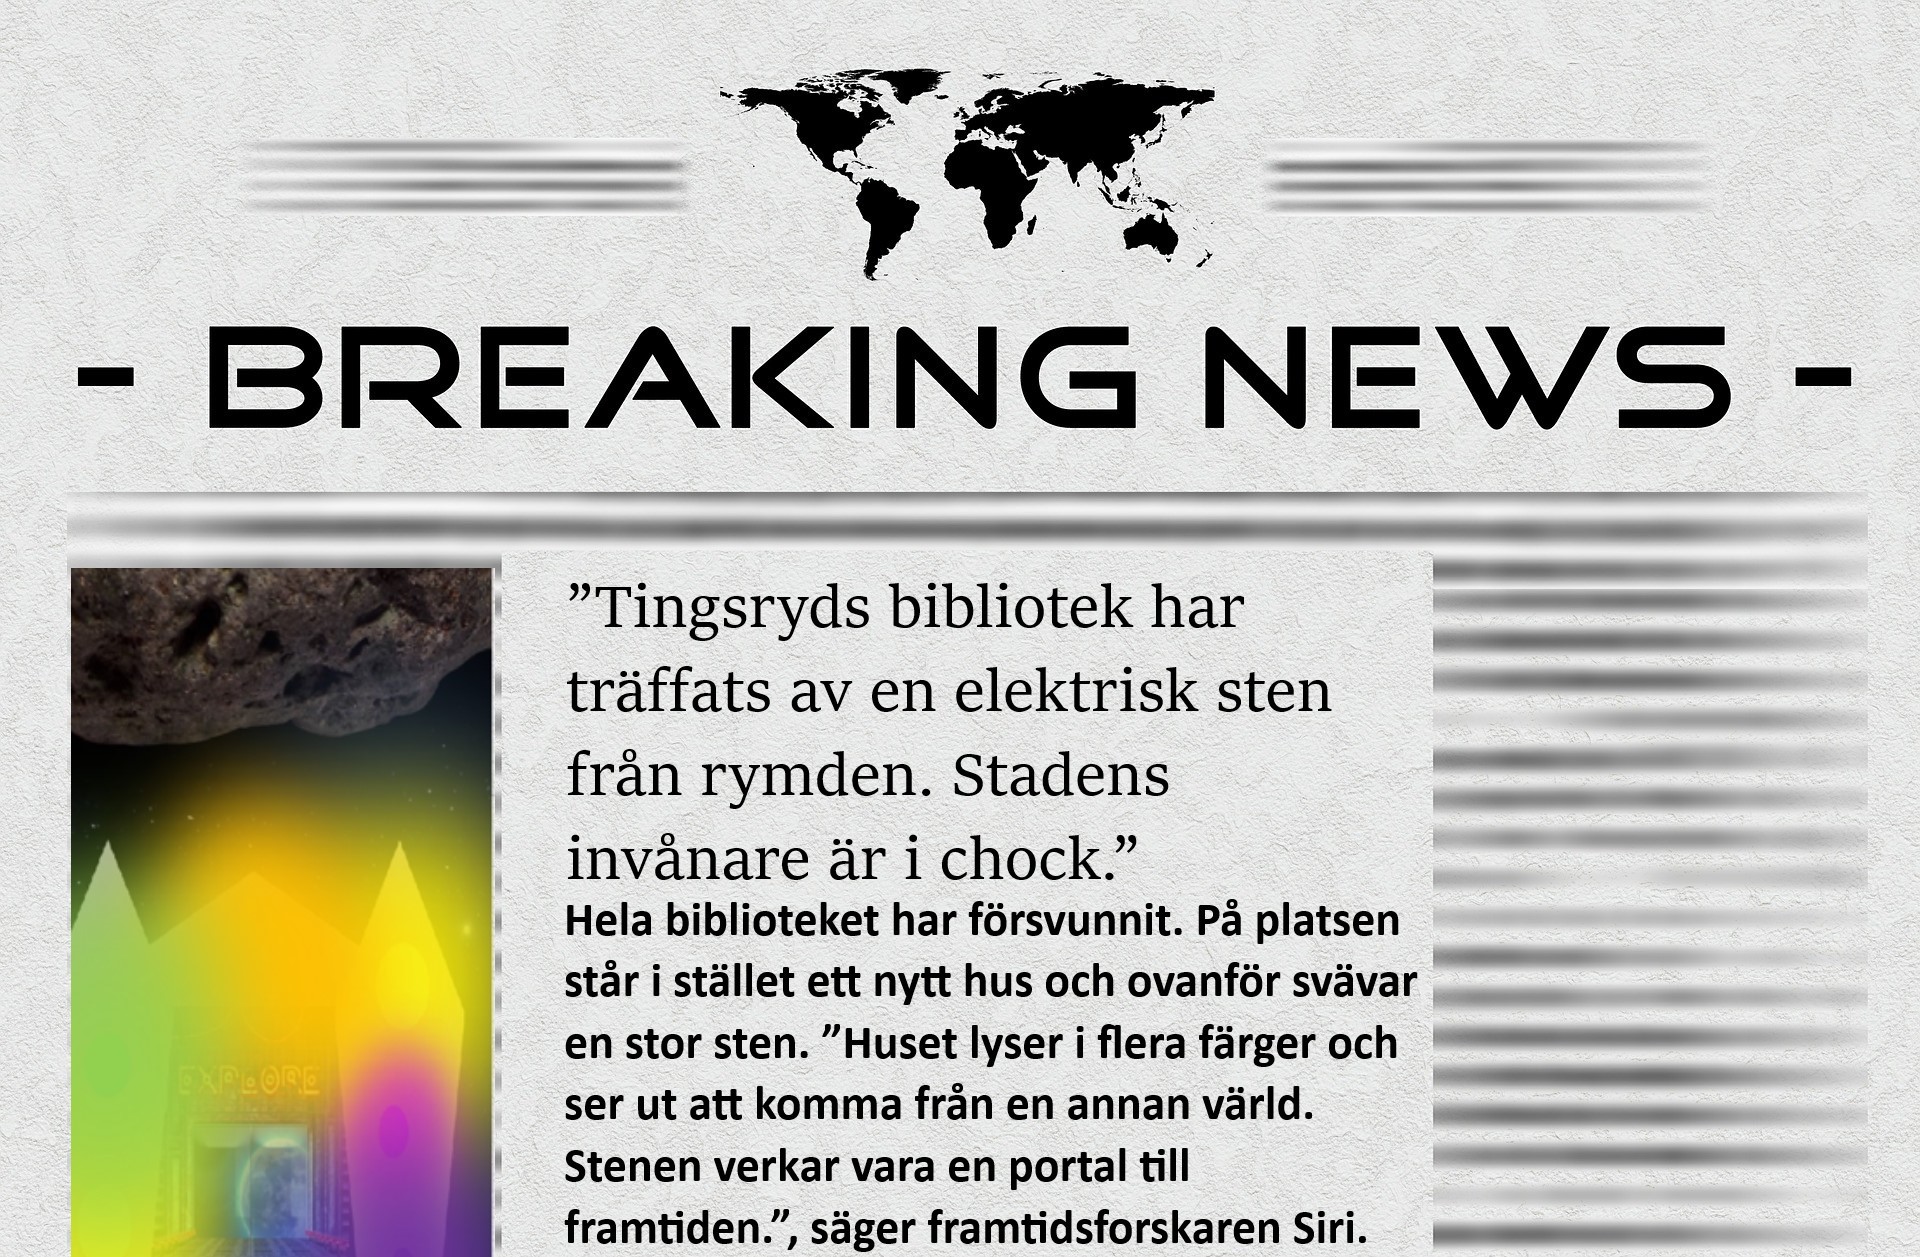 - BREAKING NEWS -
”Tingsryds bibliotek har
träffats av en elektrisk sten
från rymden. Stadens
invånare är i chock.”
Hela biblioteket har försvunnit. På platsen
står i stället ett nytt hus och ovanför svävar
en stor sten. ”Huset lyser i flera färger och
ser ut att komma från en annan värld.
Stenen verkar vara en portal till
framtiden.”, säger framtidsforskaren Siri.
EXPLORE